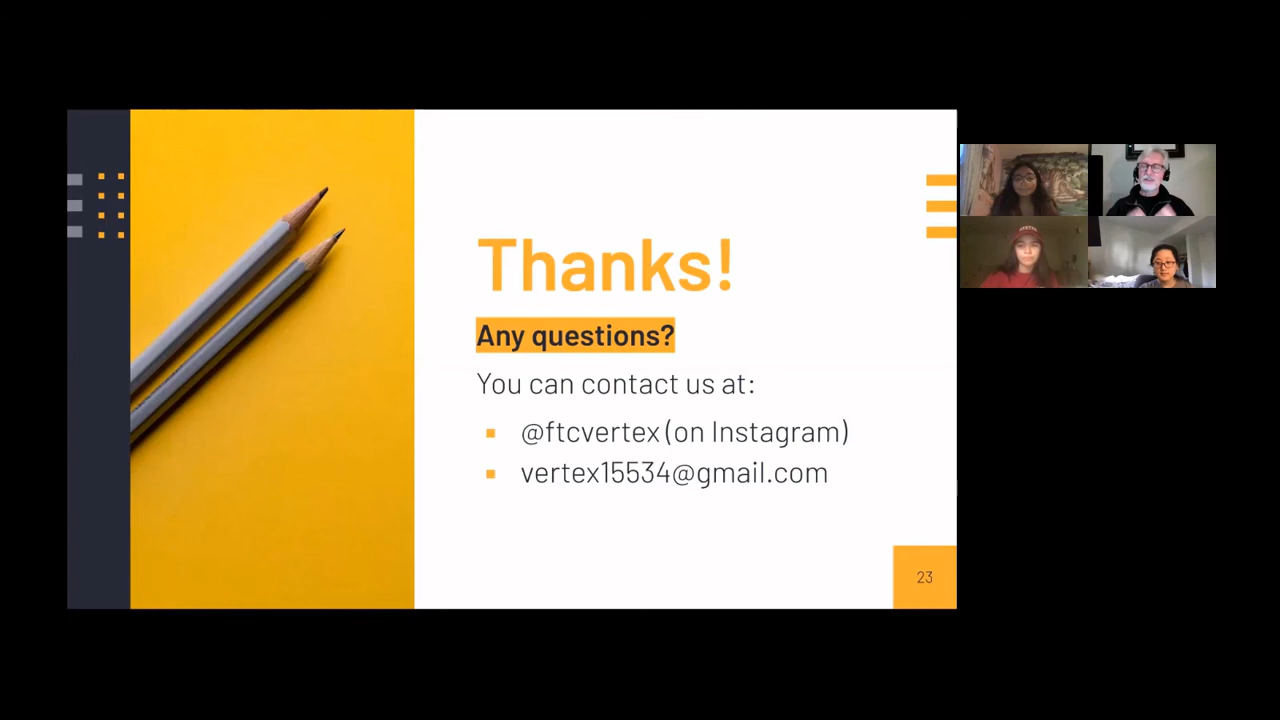 Thanks!
Any questions?
You can contact us at:
@ftcvertex (on Instagram)
vertex15534@gmail.com
23